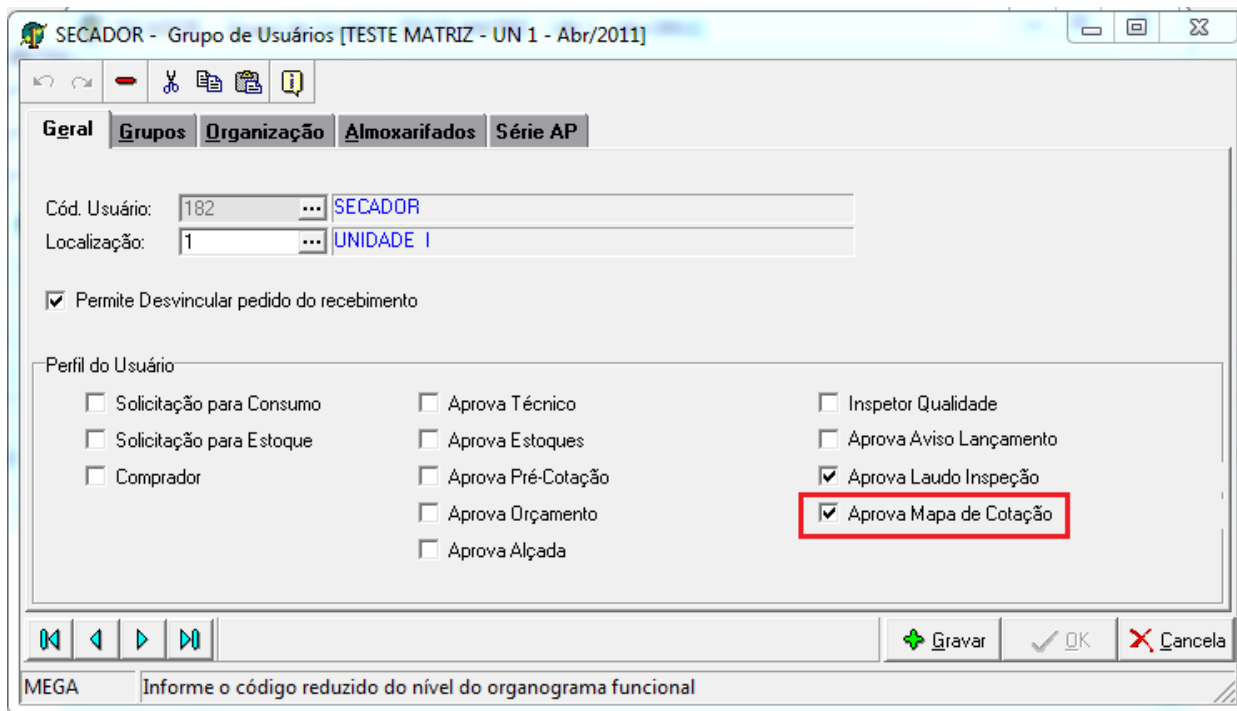 SECADOR - Grupo de Usuários [TESTE MATRIZ - UN 1 - Abr/2011]
Geral Grupos Organização Almoxarifados Série AP
Cód. Usuário: 182 ... SECADOR
Localização: 1 ... UNIDADE I
Permite Desvincular pedido do recebimento
Perfil do Usuário
Solicitação para Consumo Aprova Técnico Inspetor Qualidade
Solicitação para Estoque Aprova Estoques Aprova Aviso Lançamento
Comprador Aprova Pré-Cotação Aprova Laudo Inspeção
Aprova Orçamento Aprova Mapa de Cotação
Aprova Alçada
Gravar OK Cancela
MEGA Informe o código reduzido do nível do organograma funcional